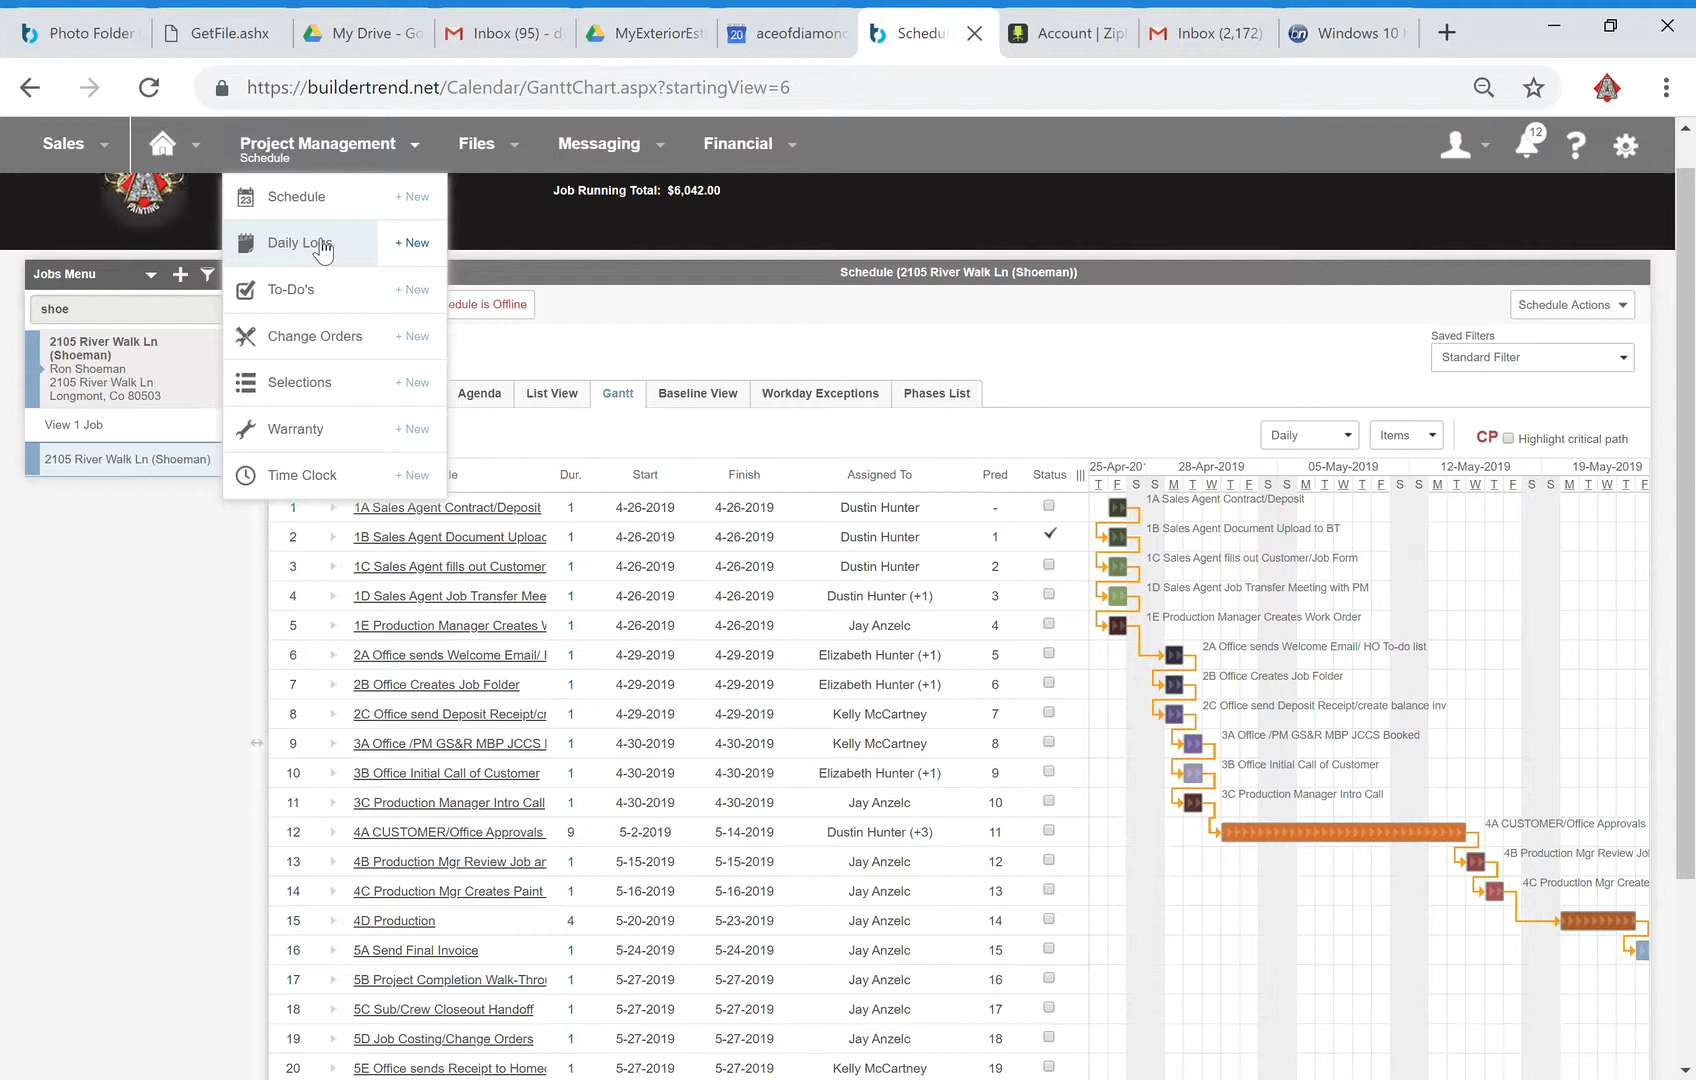 Photo Folder
GetFile.ashx
My Drive - Go
Inbox (95) - d
MyExteriorEst
20
aceofdiamon
Schedu
Account | Zip
Inbox (2,172)
bn
Windows 10
https://buildertrend.net/Calendar/GanttChart.aspx?startingView=6
Sales
Project Management
Schedule
Files
Messaging
Financial
12
A
PAINTING
Job Running Total: $6,042.00
23 Schedule + New
Daily Logs + New
To-Do's + New
Change Orders + New
Selections + New
Warranty + New
Time Clock + New
Jobs Menu
shoe
2105 River Walk Ln
(Shoeman)
Ron Shoeman
2105 River Walk Ln
Longmont, Co 80503
View 1 Job
2105 River Walk Ln (Shoeman)
Schedule (2105 River Walk Ln (Shoeman))
edule is Offline
Schedule Actions
Saved Filters
Standard Filter
Agenda
List View
Gantt
Baseline View
Workday Exceptions
Phases List
Daily
Items
CP Highlight critical path
le Dur. Start Finish Assigned To Pred Status
25-Apr-20 28-Apr-2019 05-May-2019 12-May-2019 19-May-2019
T F S S M T W T F S S M T W T F S S M T W T F S S M T W T F
1 1A Sales Agent Contract/Deposit 1 4-26-2019 4-26-2019 Dustin Hunter - 1A Sales Agent Contract/Deposit
2 1B Sales Agent Document Uploac 1 4-26-2019 4-26-2019 Dustin Hunter 1 1B Sales Agent Document Upload to BT
3 1C Sales Agent fills out Customer 1 4-26-2019 4-26-2019 Dustin Hunter 2 1C Sales Agent fills out Customer/Job Form
4 1D Sales Agent Job Transfer Mee 1 4-26-2019 4-26-2019 Dustin Hunter (+1) 3 1D Sales Agent Job Transfer Meeting with PM
5 1E Production Manager Creates W 1 4-26-2019 4-26-2019 Jay Anzelc 4 1E Production Manager Creates Work Order
6 2A Office sends Welcome Email/ I 1 4-29-2019 4-29-2019 Elizabeth Hunter (+1) 5 2A Office sends Welcome Email/ HO To-do list
7 2B Office Creates Job Folder 1 4-29-2019 4-29-2019 Elizabeth Hunter (+1) 6 2B Office Creates Job Folder
8 2C Office send Deposit Receipt/cr 1 4-29-2019 4-29-2019 Kelly McCartney 7 2C Office send Deposit Receipt/create balance inv
9 3A Office /PM GS&R MBP JCCS I 1 4-30-2019 4-30-2019 Kelly McCartney 8 3A Office /PM GS&R MBP JCCS Booked
10 3B Office Initial Call of Customer 1 4-30-2019 4-30-2019 Elizabeth Hunter (+1) 9 3B Office Initial Call of Customer
11 3C Production Manager Intro Call 1 4-30-2019 4-30-2019 Jay Anzelc 10 3C Production Manager Intro Call
12 4A CUSTOMER/Office Approvals 9 5-2-2019 5-14-2019 Dustin Hunter (+3) 11 4A CUSTOMER/Office Approvals
13 4B Production Mgr Review Job ar 1 5-15-2019 5-15-2019 Jay Anzelc 12 4B Production Mgr Review Jo
14 4C Production Mgr Creates Paint 1 5-16-2019 5-16-2019 Jay Anzelc 13 4C Production Mgr Create
15 4D Production 4 5-20-2019 5-23-2019 Jay Anzelc 14
16 5A Send Final Invoice 1 5-24-2019 5-24-2019 Jay Anzelc 15
17 5B Project Completion Walk-Throu 1 5-27-2019 5-27-2019 Jay Anzelc 16
18 5C Sub/Crew Closeout Handoff 1 5-27-2019 5-27-2019 Jay Anzelc 17
19 5D Job Costing/Change Orders 1 5-27-2019 5-27-2019 Jay Anzelc 18
20 5E Office sends Receipt to Home 1 5-27-2019 5-27-2019 Kelly McCartney 19